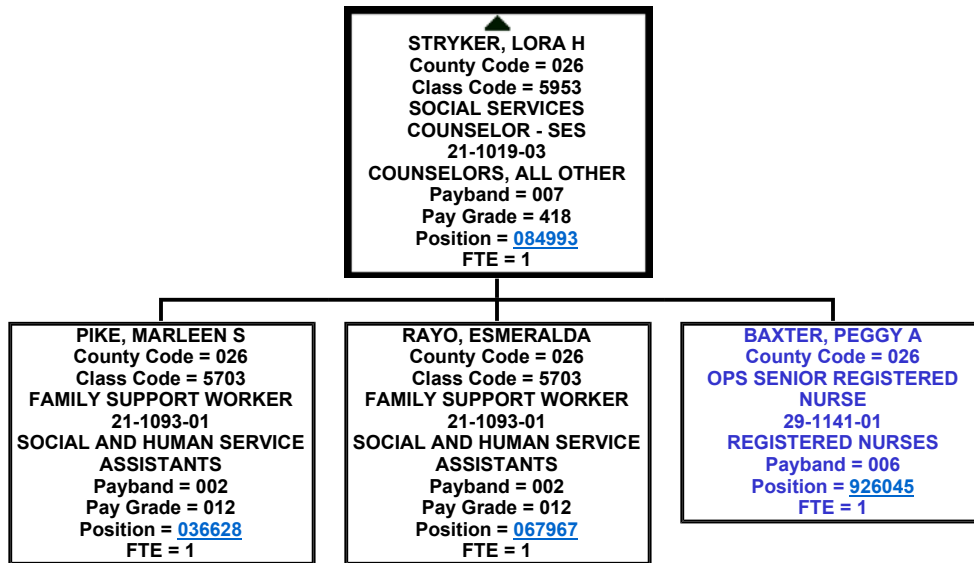 STRYKER, LORA H
County Code = 026
Class Code = 5953
SOCIAL SERVICES
COUNSELOR - SES
21-1019-03
COUNSELORS, ALL OTHER
Payband = 007
Pay Grade = 418
Position = 084993
FTE = 1
PIKE, MARLEEN S
County Code = 026
Class Code = 5703
FAMILY SUPPORT WORKER
21-1093-01
SOCIAL AND HUMAN SERVICE
ASSISTANTS
Payband = 002
Pay Grade = 012
Position = 036628
FTE = 1
RAYO, ESMERALDA
County Code = 026
Class Code = 5703
FAMILY SUPPORT WORKER
21-1093-01
SOCIAL AND HUMAN SERVICE
ASSISTANTS
Payband = 002
Pay Grade = 012
Position = 067967
FTE = 1
BAXTER, PEGGY A
County Code = 026
OPS SENIOR REGISTERED
NURSE
29-1141-01
REGISTERED NURSES
Payband = 006
Position = 926045
FTE = 1